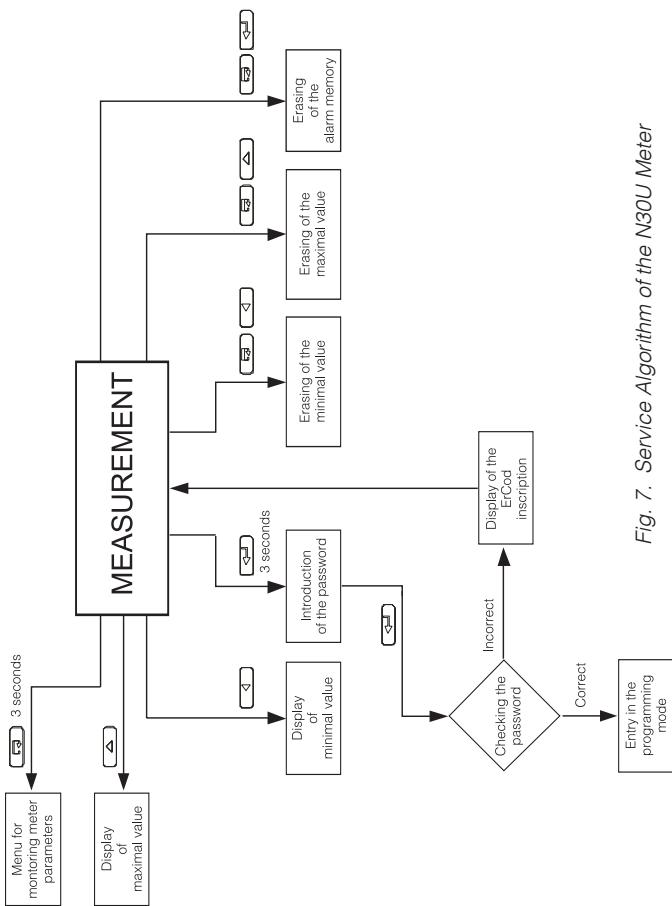 MEASUREMENT
3 seconds
Menu for
montoring meter
parameters
Display
of
maximal value
Display
of
minimal value
3 seconds
Introduction
of the password
Erasing of the
minimal value
Erasing of the
maximal value
Erasing
of the
alarm memory
Checking the
password
Incorrect
Display of the
ErCod
inscription
Correct
Entry in the
programming
mode
Fig. 7. Service Algorithm of the N30U Meter